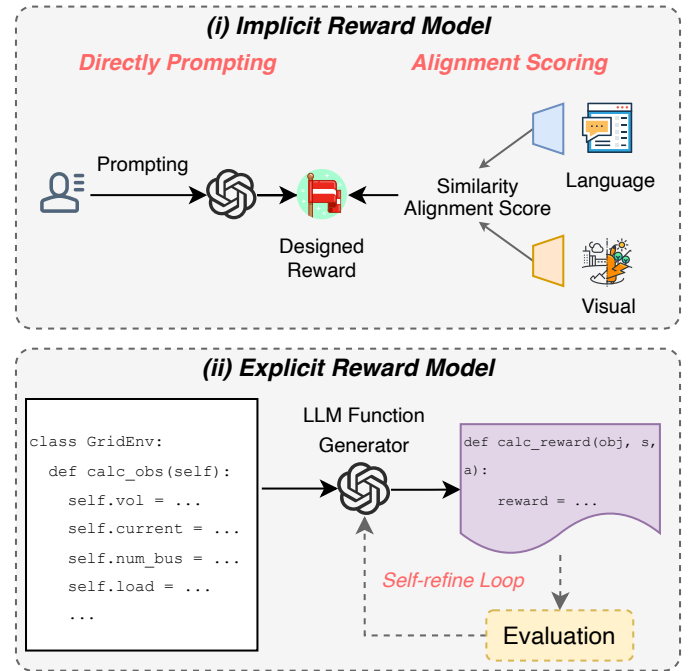 (i) Implicit Reward Model
Directly Prompting
Alignment Scoring
Prompting
Designed
Reward
Similarity
Alignment Score
Language
Visual
(ii) Explicit Reward Model
class GridEnv:
def calc_obs(self):
self.vol = ...
self.current = ...
self.num_bus = ...
self.load = ...
...
LLM Function
Generator
def calc_reward(obj, s,
a):
reward = ...
Self-refine Loop
Evaluation